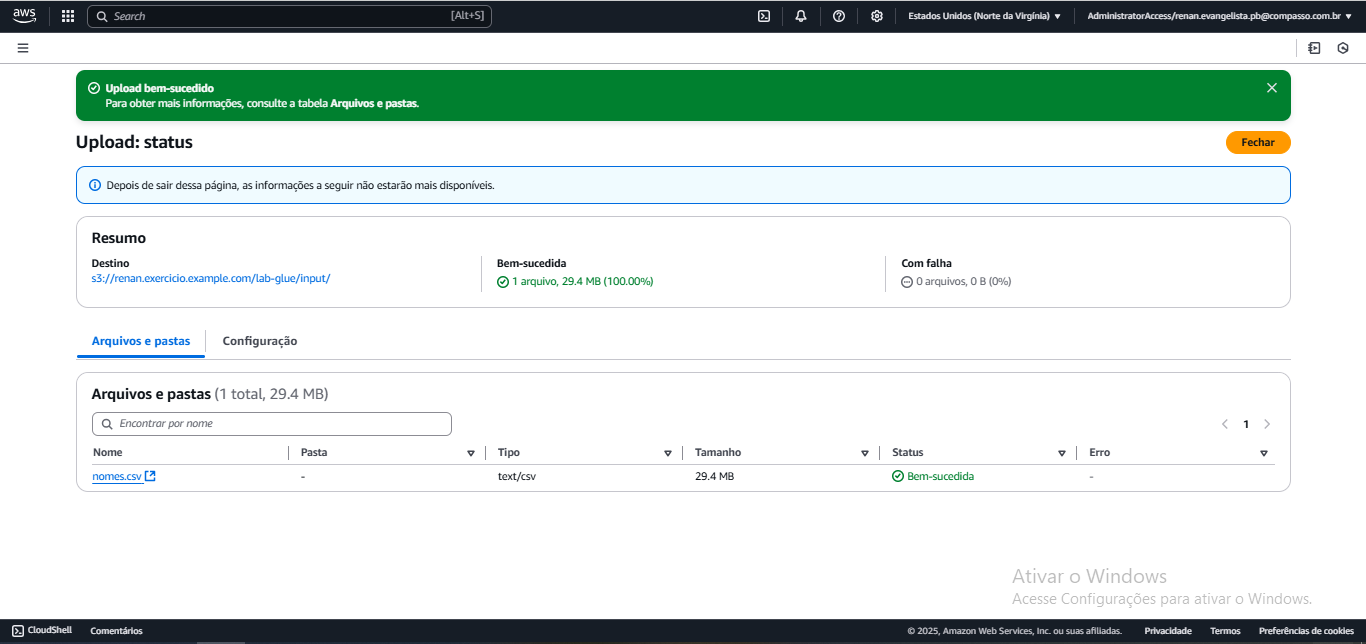 aws
Search [Alt+S]
Estados Unidos (Norte da Virgínia) ▼
AdministratorAccess/renan.evangelista.pb@compasso.com.br ▼
Upload bem-sucedido
Para obter mais informações, consulte a tabela Arquivos e pastas.
Upload: status
Fechar
Depois de sair dessa página, as informações a seguir não estarão mais disponíveis.
Resumo
Destino
s3://renan.exercicio.example.com/lab-glue/input/
Bem-sucedida
1 arquivo, 29.4 MB (100.00%)
Com falha
0 arquivos, 0 B (0%)
Arquivos e pastas
Configuração
Arquivos e pastas (1 total, 29.4 MB)
Encontrar por nome
1
Nome Pasta Tipo Tamanho Status Erro
nomes.csv - text/csv 29.4 MB Bem-sucedida -
Ativar o Windows
Acesse Configurações para ativar o Windows.
CloudShell Comentários © 2025, Amazon Web Services, Inc. ou suas afiliadas. Privacidade Termos Preferências de cookies